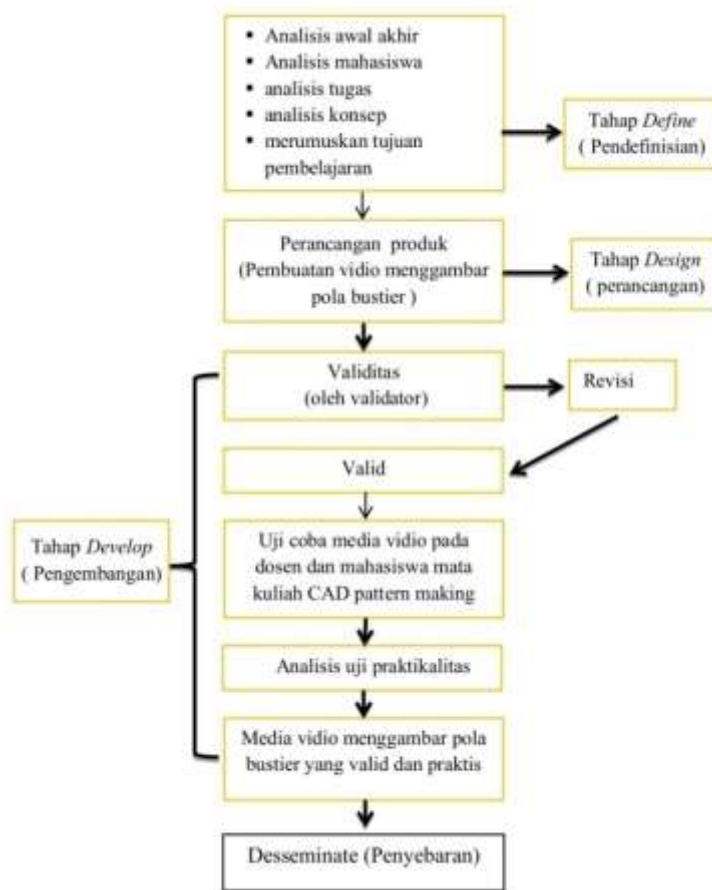 ▪ Analisis awal akhir
▪ Analisis mahasiswa
▪ analisis tugas
▪ analisis konsep
▪ merumuskan tujuan
pembelajaran
Tahap Define
( Pendefinisian)
Perancangan produk
(Pembuatan vidio menggambar
pola bustier )
Tahap Design
( perancangan)
Validitas
(oleh validator)
Revisi
Valid
Tahap Develop
( Pengembangan)
Uji coba media vidio pada
dosen dan mahasiswa mata
kuliah CAD pattern making
Analisis uji praktikalitas
Media vidio menggambar pola
bustier yang valid dan praktis
Desseminate (Penyebaran)